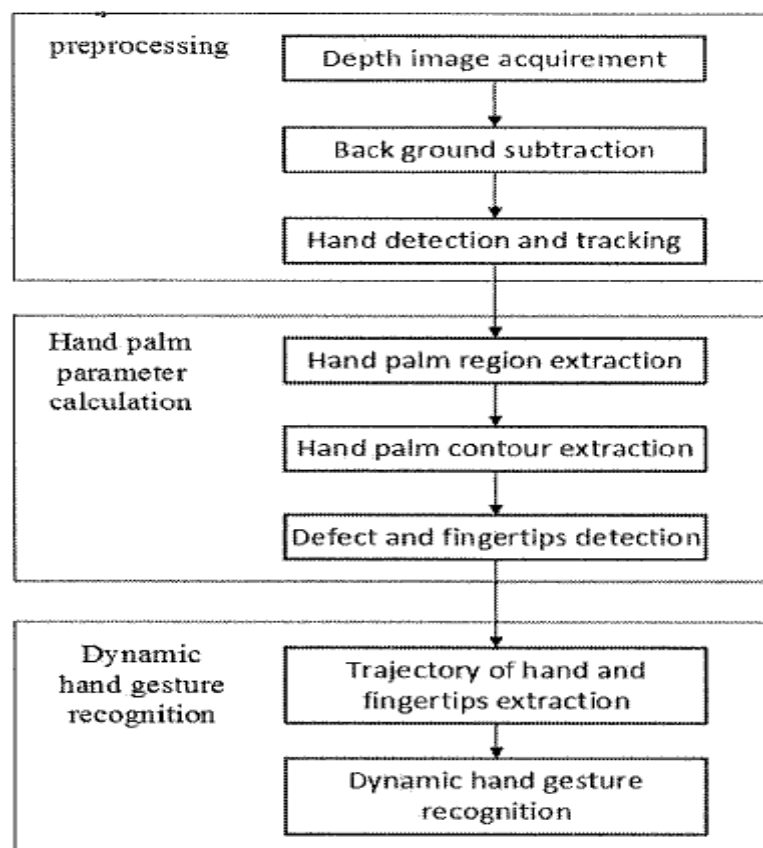 preprocessing
Depth image acquirement
Back ground subtraction
Hand detection and tracking
Hand palm
parameter
calculation
Hand palm region extraction
Hand palm contour extraction
Defect and fingertips detection
Dynamic
hand gesture
recognition
Trajectory of hand and
fingertips extraction
Dynamic hand gesture
recognition